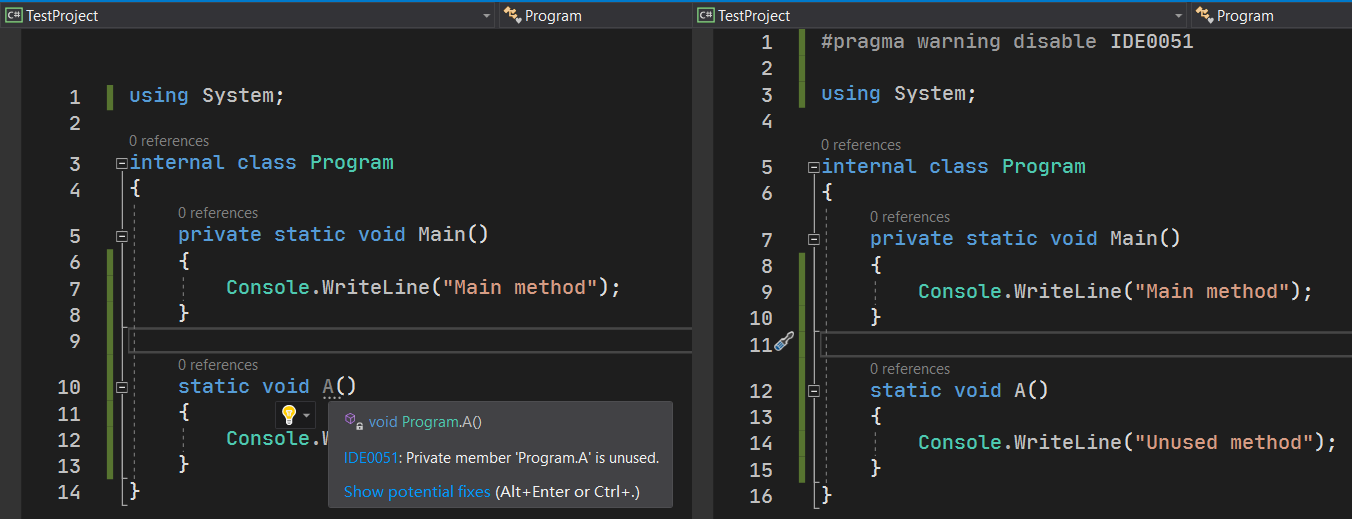 C# TestProject
Program
1 using System;
2
0 references
3 internal class Program
4 {
0 references
5 private static void Main()
6 {
7 Console.WriteLine("Main method");
8 }
9
0 references
10 static void A()
11 {
12 Console.
13 }
14 }
void Program.A()
IDE0051: Private member 'Program.A' is unused.
Show potential fixes (Alt+Enter or Ctrl+.)
C# TestProject
Program
1 #pragma warning disable IDE0051
2
3 using System;
4
0 references
5 internal class Program
6 {
0 references
7 private static void Main()
8 {
9 Console.WriteLine("Main method");
10 }
11
0 references
12 static void A()
13 {
14 Console.WriteLine("Unused method");
15 }
16 }